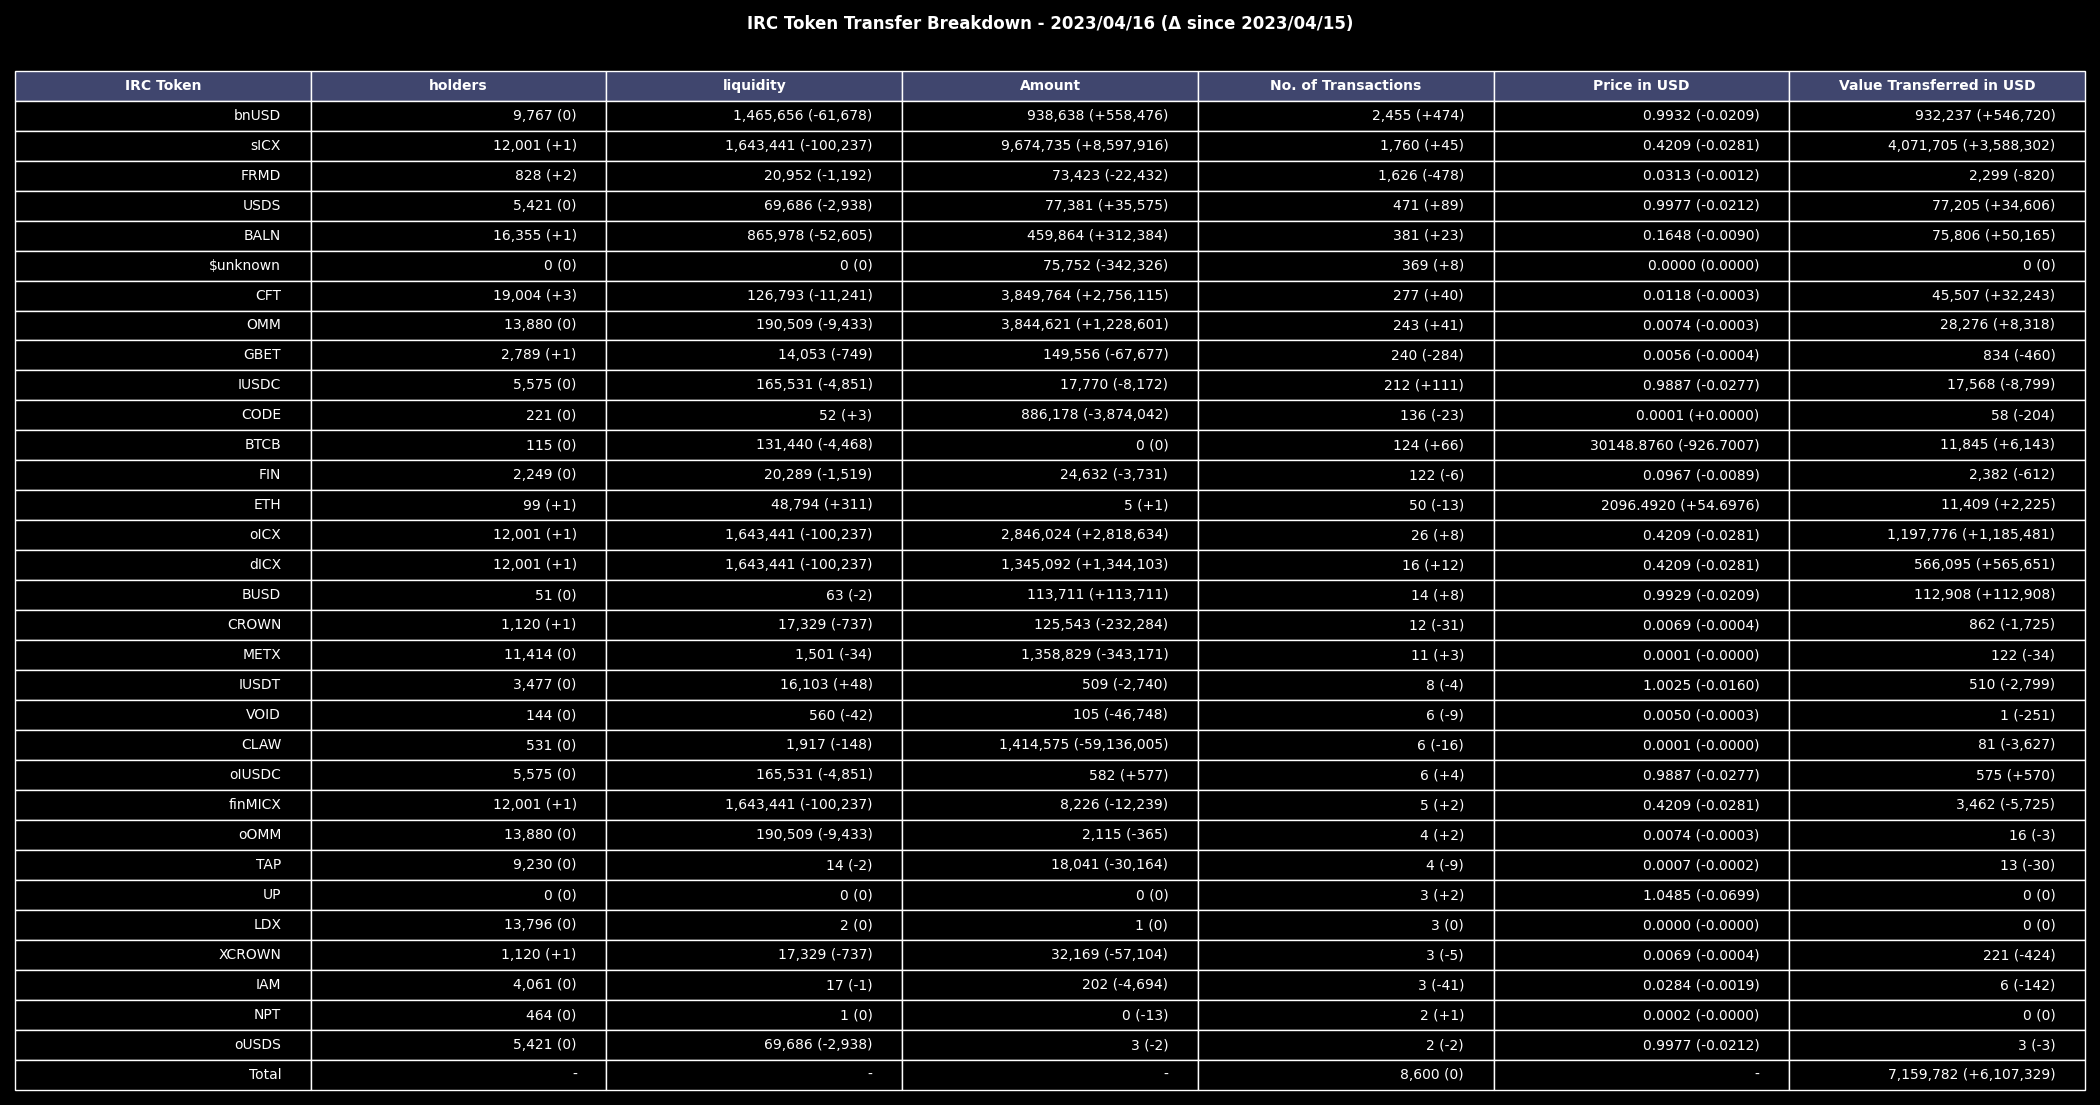 IRC Token Transfer Breakdown - 2023/04/16 (Δ since 2023/04/15)
IRC Token holders liquidity Amount No. of Transactions Price in USD Value Transferred in USD
bnUSD 9,767 (0) 1,465,656 (-61,678) 938,638 (+558,476) 2,455 (+474) 0.9932 (-0.0209) 932,237 (+546,720)
sICX 12,001 (+1) 1,643,441 (-100,237) 9,674,735 (+8,597,916) 1,760 (+45) 0.4209 (-0.0281) 4,071,705 (+3,588,302)
FRMD 828 (+2) 20,952 (-1,192) 73,423 (-22,432) 1,626 (-478) 0.0313 (-0.0012) 2,299 (-820)
USDS 5,421 (0) 69,686 (-2,938) 77,381 (+35,575) 471 (+89) 0.9977 (-0.0212) 77,205 (+34,606)
BALN 16,355 (+1) 865,978 (-52,605) 459,864 (+312,384) 381 (+23) 0.1648 (-0.0090) 75,806 (+50,165)
$unknown 0 (0) 0 (0) 75,752 (-342,326) 369 (+8) 0.0000 (0.0000) 0 (0)
CFT 19,004 (+3) 126,793 (-11,241) 3,849,764 (+2,756,115) 277 (+40) 0.0118 (-0.0003) 45,507 (+32,243)
OMM 13,880 (0) 190,509 (-9,433) 3,844,621 (+1,228,601) 243 (+41) 0.0074 (-0.0003) 28,276 (+8,318)
GBET 2,789 (+1) 14,053 (-749) 149,556 (-67,677) 240 (-284) 0.0056 (-0.0004) 834 (-460)
IUSDC 5,575 (0) 165,531 (-4,851) 17,770 (-8,172) 212 (+111) 0.9887 (-0.0277) 17,568 (-8,799)
CODE 221 (0) 52 (+3) 886,178 (-3,874,042) 136 (-23) 0.0001 (+0.0000) 58 (-204)
BTCB 115 (0) 131,440 (-4,468) 0 (0) 124 (+66) 30148.8760 (-926.7007) 11,845 (+6,143)
FIN 2,249 (0) 20,289 (-1,519) 24,632 (-3,731) 122 (-6) 0.0967 (-0.0089) 2,382 (-612)
ETH 99 (+1) 48,794 (+311) 5 (+1) 50 (-13) 2096.4920 (+54.6976) 11,409 (+2,225)
oICX 12,001 (+1) 1,643,441 (-100,237) 2,846,024 (+2,818,634) 26 (+8) 0.4209 (-0.0281) 1,197,776 (+1,185,481)
dICX 12,001 (+1) 1,643,441 (-100,237) 1,345,092 (+1,344,103) 16 (+12) 0.4209 (-0.0281) 566,095 (+565,651)
BUSD 51 (0) 63 (-2) 113,711 (+113,711) 14 (+8) 0.9929 (-0.0209) 112,908 (+112,908)
CROWN 1,120 (+1) 17,329 (-737) 125,543 (-232,284) 12 (-31) 0.0069 (-0.0004) 862 (-1,725)
METX 11,414 (0) 1,501 (-34) 1,358,829 (-343,171) 11 (+3) 0.0001 (-0.0000) 122 (-34)
IUSDT 3,477 (0) 16,103 (+48) 509 (-2,740) 8 (-4) 1.0025 (-0.0160) 510 (-2,799)
VOID 144 (0) 560 (-42) 105 (-46,748) 6 (-9) 0.0050 (-0.0003) 1 (-251)
CLAW 531 (0) 1,917 (-148) 1,414,575 (-59,136,005) 6 (-16) 0.0001 (-0.0000) 81 (-3,627)
oIUSDC 5,575 (0) 165,531 (-4,851) 582 (+577) 6 (+4) 0.9887 (-0.0277) 575 (+570)
finMICX 12,001 (+1) 1,643,441 (-100,237) 8,226 (-12,239) 5 (+2) 0.4209 (-0.0281) 3,462 (-5,725)
oOMM 13,880 (0) 190,509 (-9,433) 2,115 (-365) 4 (+2) 0.0074 (-0.0003) 16 (-3)
TAP 9,230 (0) 14 (-2) 18,041 (-30,164) 4 (-9) 0.0007 (-0.0002) 13 (-30)
UP 0 (0) 0 (0) 0 (0) 3 (+2) 1.0485 (-0.0699) 0 (0)
LDX 13,796 (0) 2 (0) 1 (0) 3 (0) 0.0000 (-0.0000) 0 (0)
XCROWN 1,120 (+1) 17,329 (-737) 32,169 (-57,104) 3 (-5) 0.0069 (-0.0004) 221 (-424)
IAM 4,061 (0) 17 (-1) 202 (-4,694) 3 (-41) 0.0284 (-0.0019) 6 (-142)
NPT 464 (0) 1 (0) 0 (-13) 2 (+1) 0.0002 (-0.0000) 0 (0)
oUSDS 5,421 (0) 69,686 (-2,938) 3 (-2) 2 (-2) 0.9977 (-0.0212) 3 (-3)
Total - - - 8,600 (0) - 7,159,782 (+6,107,329)